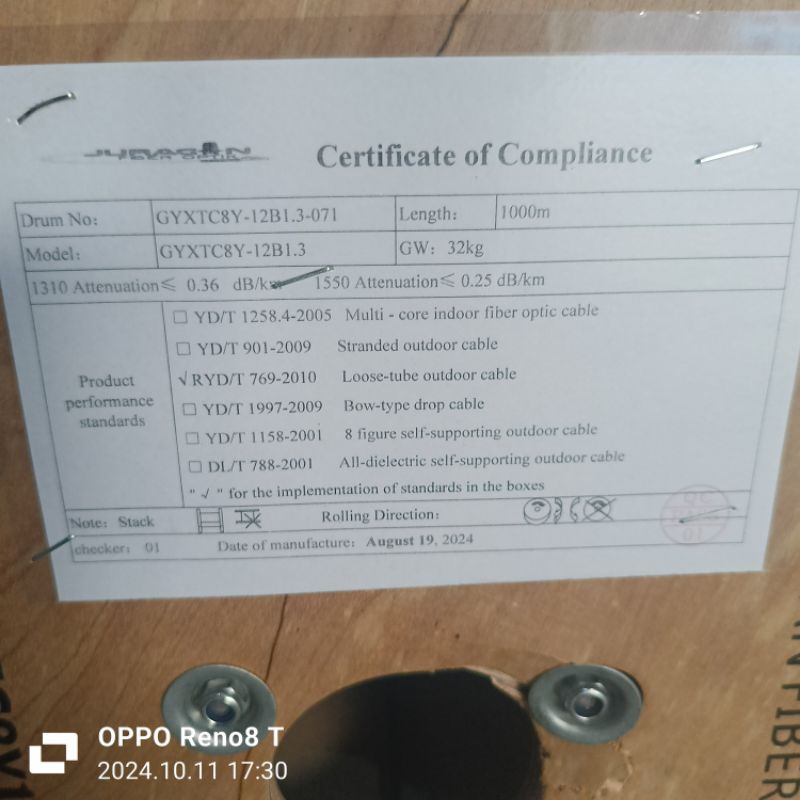 Certificate of Compliance
Drum No: GYXTC8Y-12B1.3-071 Length: 1000m
Model: GYXTC8Y-12B1.3 GW: 32kg
1310 Attenuation≤ 0.36 dB/km 1550 Attenuation≤ 0.25 dB/km
Product performance standards
□ YD/T 1258.4-2005 Multi - core indoor fiber optic cable
□ YD/T 901-2009 Stranded outdoor cable
√RYD/T 769-2010 Loose-tube outdoor cable
□ YD/T 1997-2009 Bow-type drop cable
□ YD/T 1158-2001 8 figure self-supporting outdoor cable
□ DL/T 788-2001 All-dielectric self-supporting outdoor cable
" √ " for the implementation of standards in the boxes
Note: Stack Rolling Direction:
QC
01
checker: 01 Date of manufacture: August 19, 2024
FIBER
OPPO Reno8 T
2024.10.11 17:30